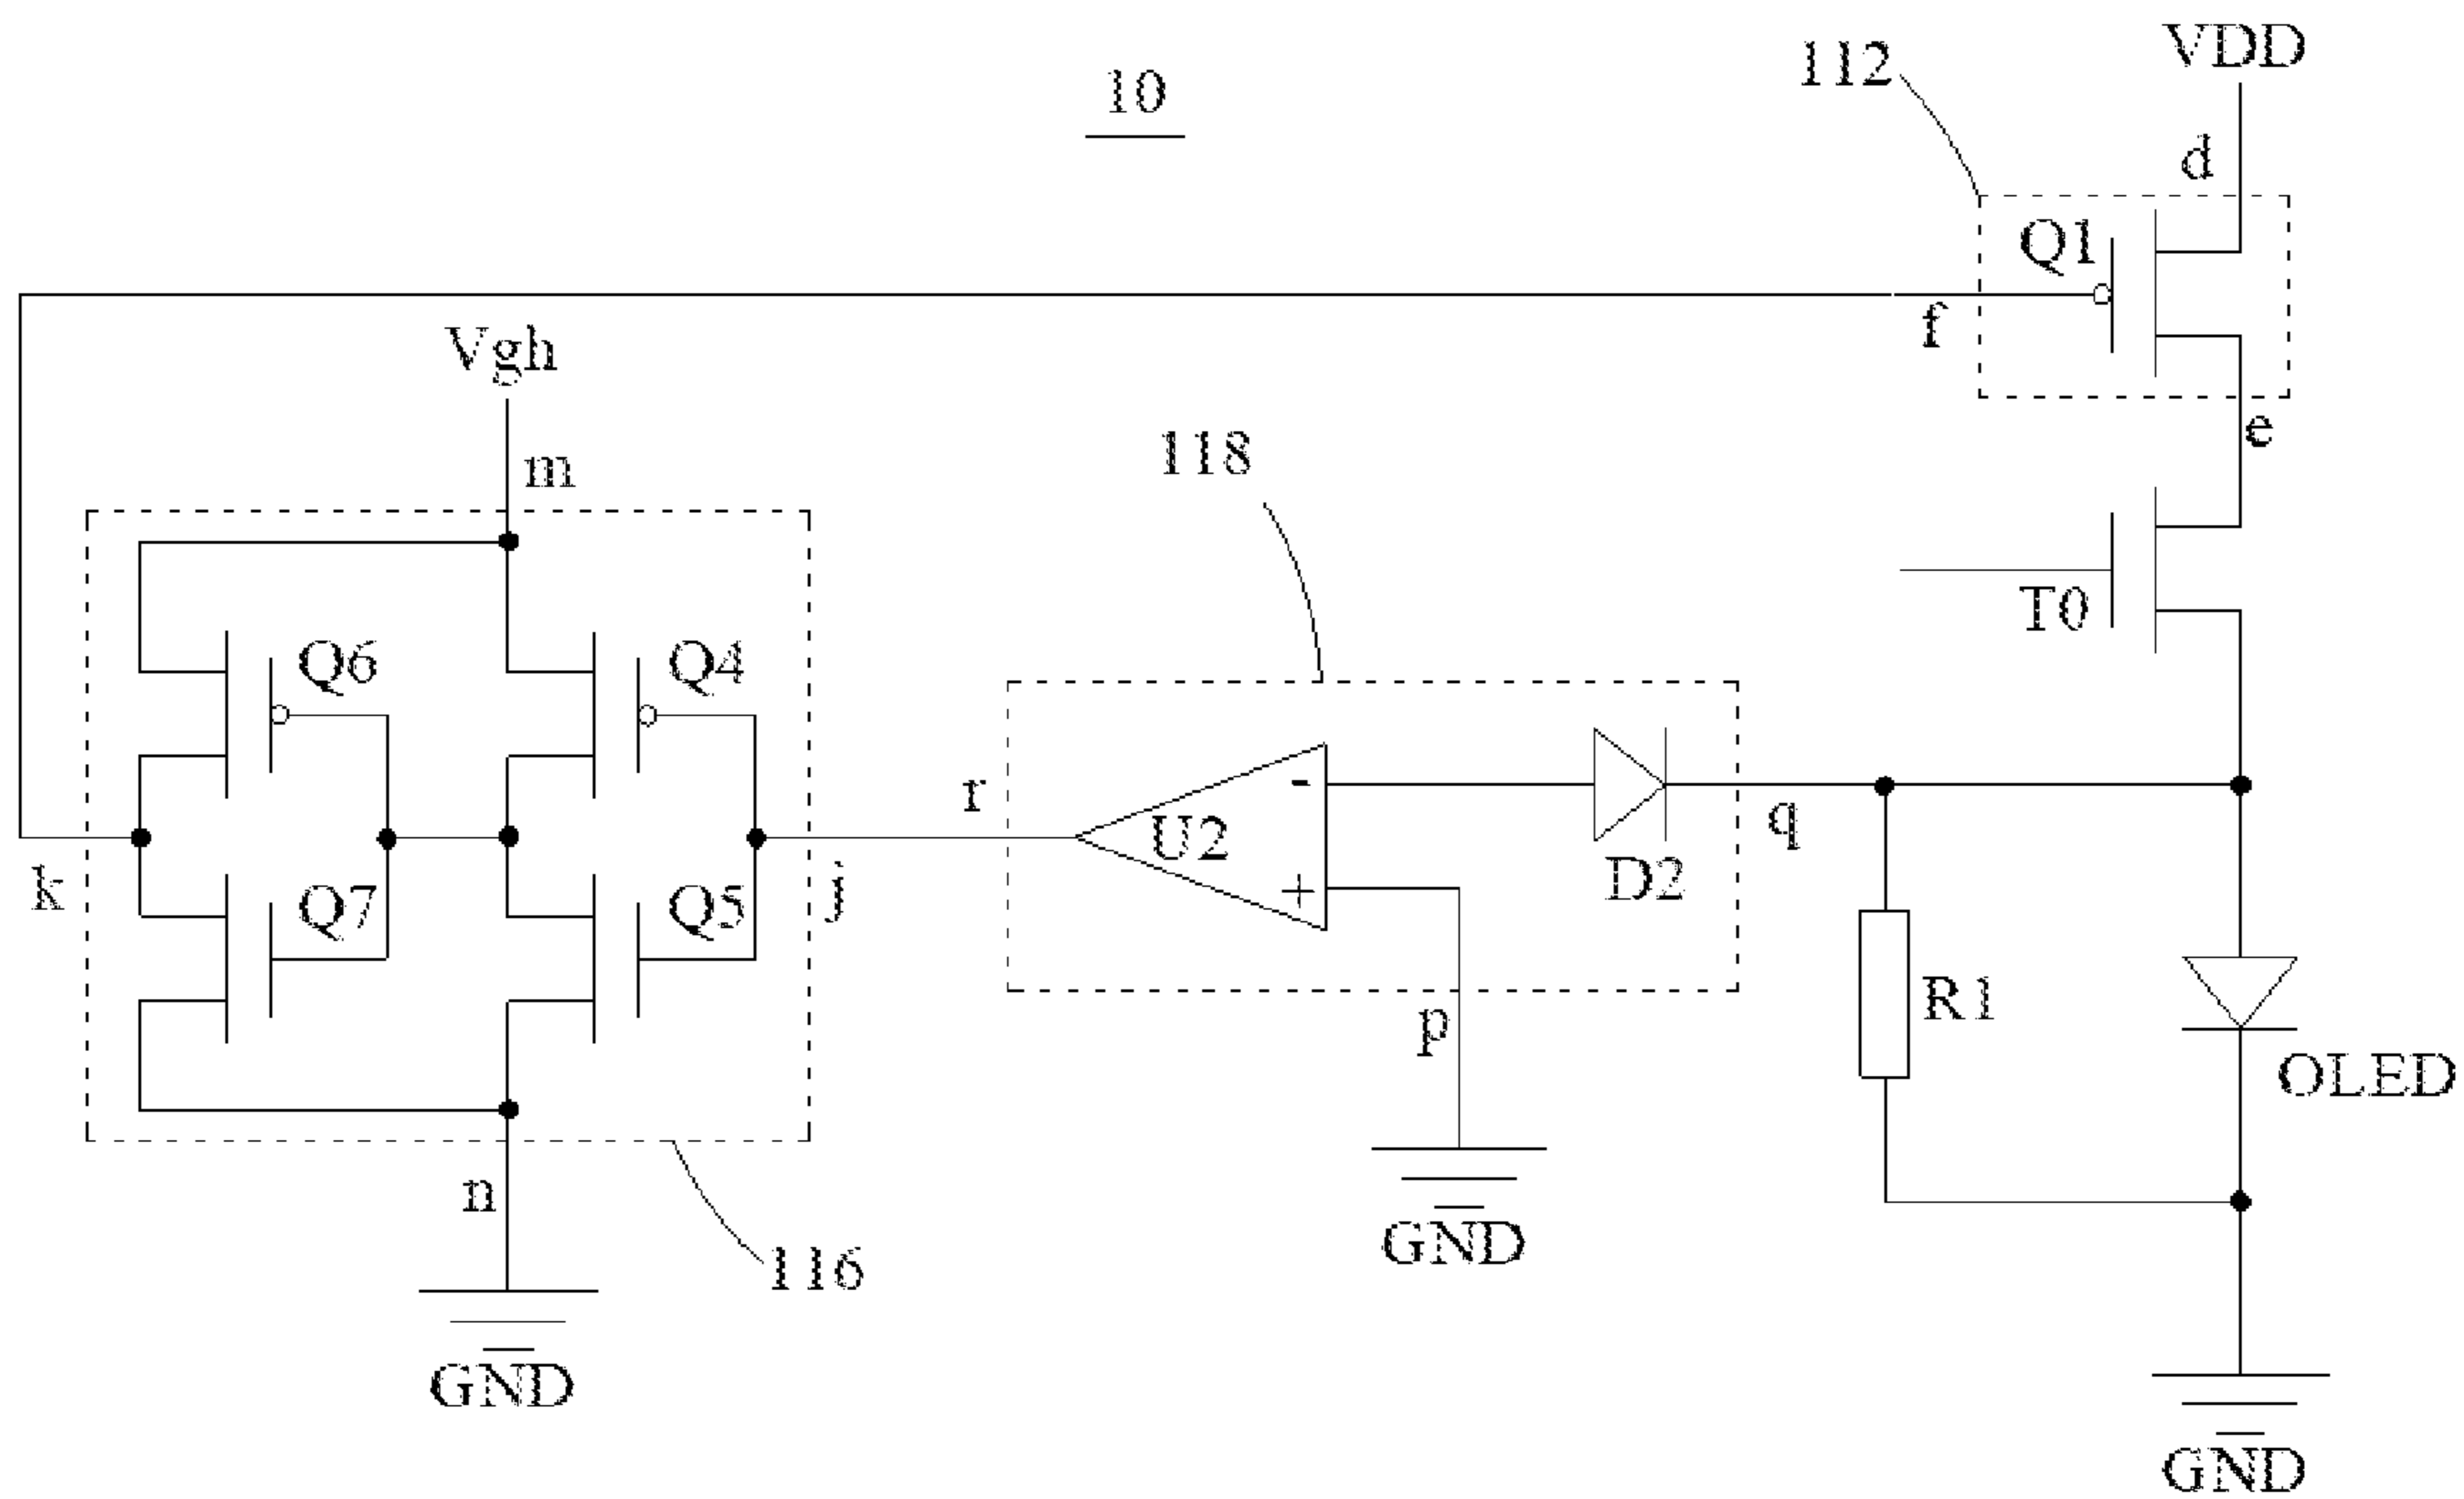 VDD
112
10
d
Q1
f
Vgh
e
118
m
T0
Q6
Q4
r
-
q
U2
D2
k
Q7
Q5
j
+
R1
p
OLED
n
GND
116
GND
GND